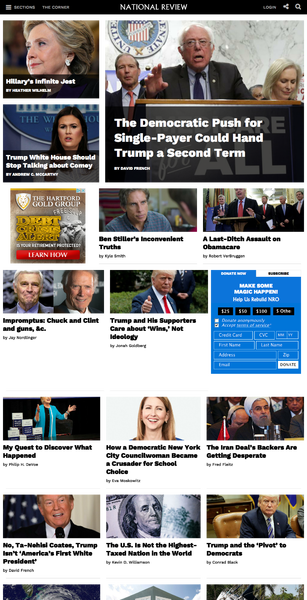 SECTIONS THE CORNER NATIONAL REVIEW LOGIN
Hillary's Infinite Jest
BY HEATHER WILHELM
Trump White House Should
Stop Talking about Comey
BY ANDREW C. MCCARTHY
The Democratic Push for
Single-Payer Could Hand
Trump a Second Term
BY DAVID FRENCH
THE HARTFORD
GOLD GROUP
DEBT
IS YOUR RETIREMENT PROTECTED?
LEARN HOW
Ben Stiller's Inconvenient
Truths
by Kyle Smith
A Last-Ditch Assault on
Obamacare
by Robert VerBruggen
Impromptus: Chuck and Clint
and guns, &c.
by Jay Nordlinger
Trump and His Supporters
Care about 'Wins,' Not
Ideology
by Jonah Goldberg
DONATE NOW SUBSCRIBE
MAKE SOME
MAGIC HAPPEN!
Help Us Rebuild NRO
$25 $50 $100 $ Othe
Donate anonymously
Accept terms of service
Credit Card CVC MM YY
First Name Last Name
Address Zip
Email DONATE
My Quest to Discover What
Happened
by Philip H. DeVoe
How a Democratic New York
City Councilwoman Became
a Crusader for School
Choice
by Eva Moskowitz
The Iran Deal's Backers Are
Getting Desperate
by Fred Fleitz
No, Ta-Nehisi Coates, Trump
Isn't 'America's First White
President'
by David French
The U.S. Is Not the Highest-
Taxed Nation in the World
by Kevin D. Williamson
Trump and the 'Pivot' to
Democrats
by Conrad Black